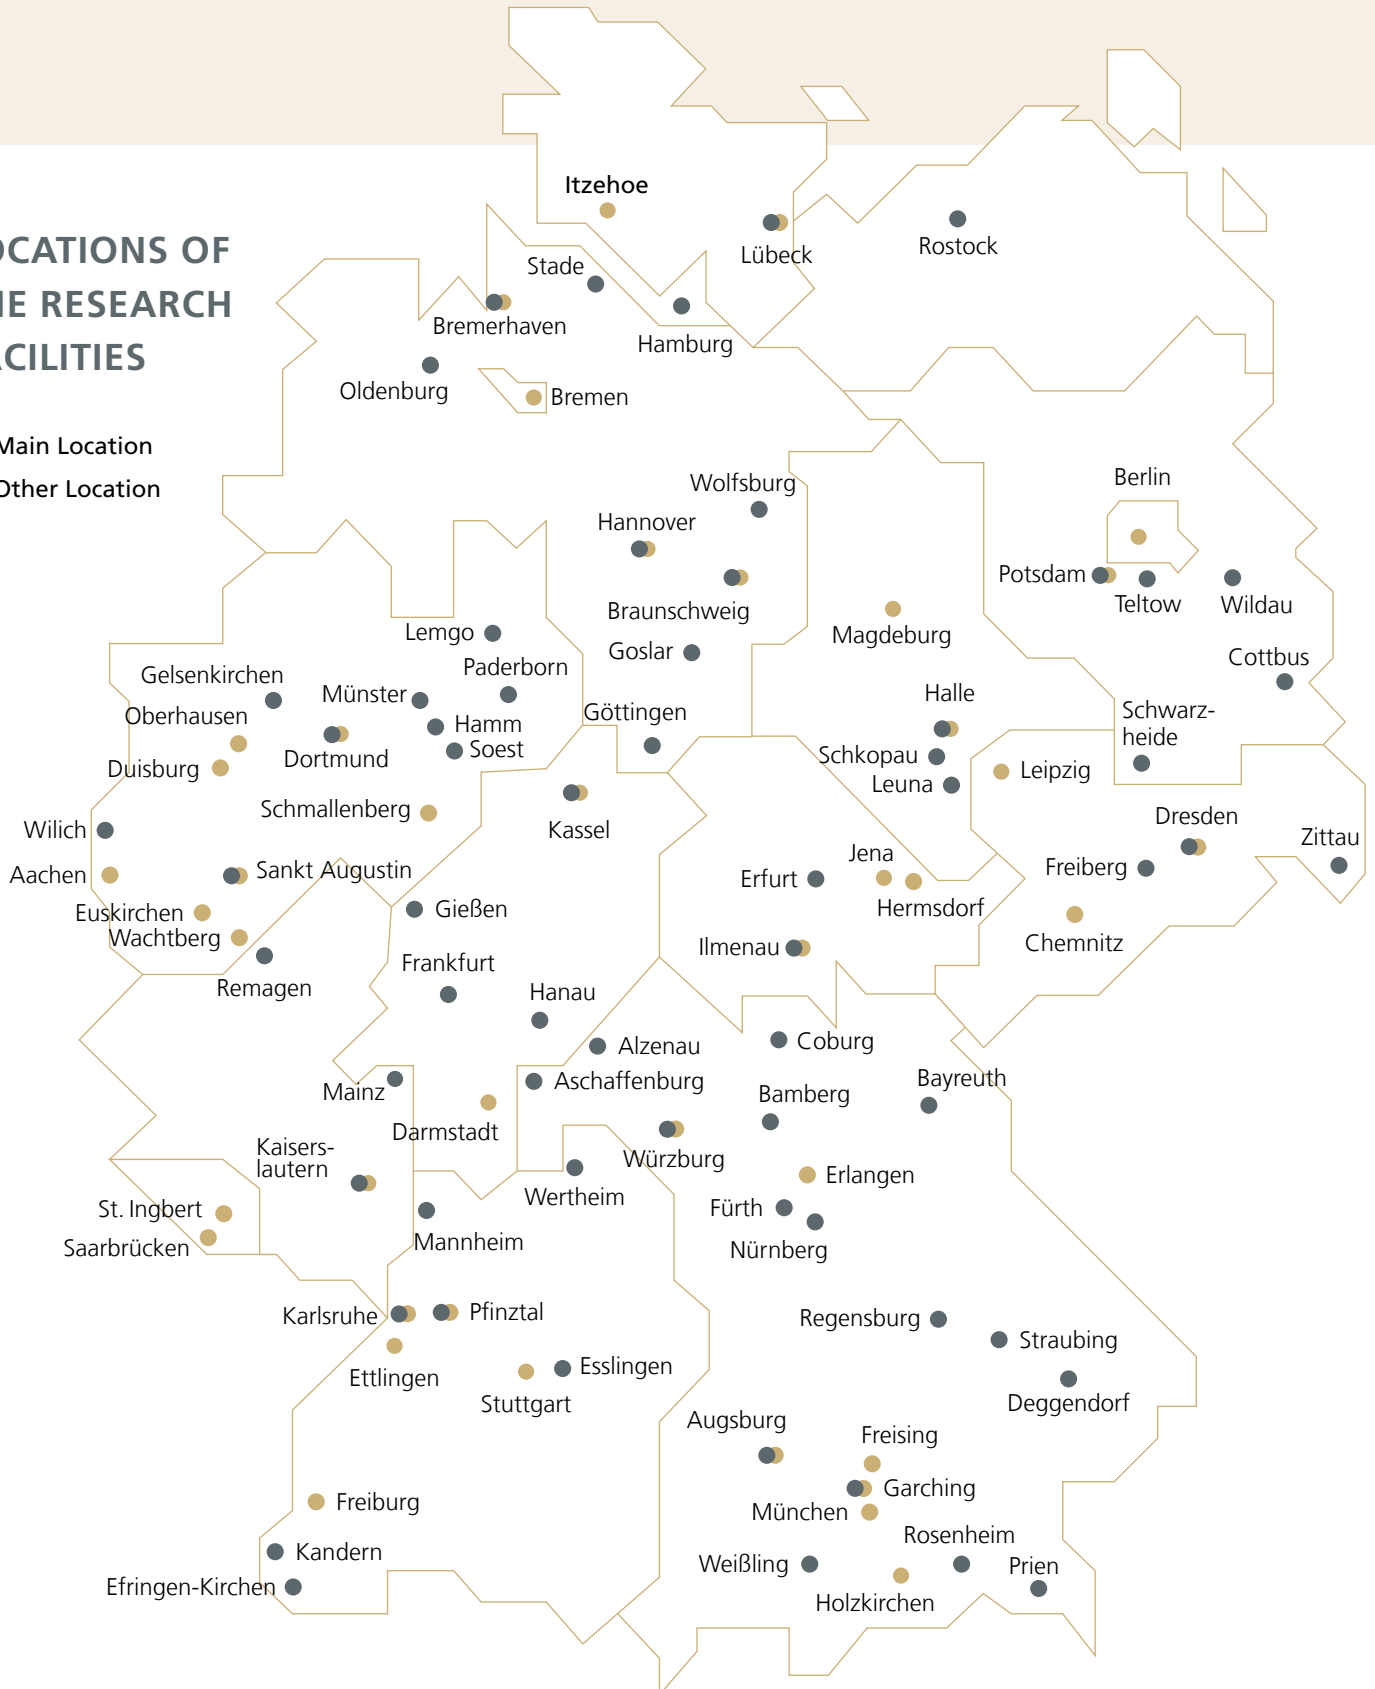 Itzehoe
OCATIONS OF
Lübeck
Rostock
Stade
HE RESEARCH
Bremerhaven
Hamburg
ACILITIES
Oldenburg
Bremen
Main Location
Other Location
Wolfsburg
Berlin
Hannover
Potsdam
Teltow
Wildau
Braunschweig
Magdeburg
Lemgo
Goslar
Cottbus
Paderborn
Gelsenkirchen
Münster
Halle
Oberhausen
Göttingen
Schwarz-
heide
Hamm
Soest
Dortmund
Duisburg
Schkopau
Leuna
Leipzig
Schmallenberg
Kassel
Dresden
Wilich
Zittau
Jena
Aachen
Sankt Augustin
Erfurt
Freiberg
Euskirchen
Gießen
Hermsdorf
Wachtberg
Chemnitz
Ilmenau
Frankfurt
Remagen
Hanau
Alzenau
Coburg
Mainz
Aschaffenburg
Bayreuth
Bamberg
Darmstadt
Kaisers-
lautern
Würzburg
Erlangen
Wertheim
St. Ingbert
Fürth
Saarbrücken
Mannheim
Nürnberg
Karlsruhe
Pfinztal
Regensburg
Straubing
Ettlingen
Esslingen
Stuttgart
Deggendorf
Augsburg
Freising
Garching
Freiburg
München
Rosenheim
Kandern
Weißling
Prien
Efringen-Kirchen
Holzkirchen